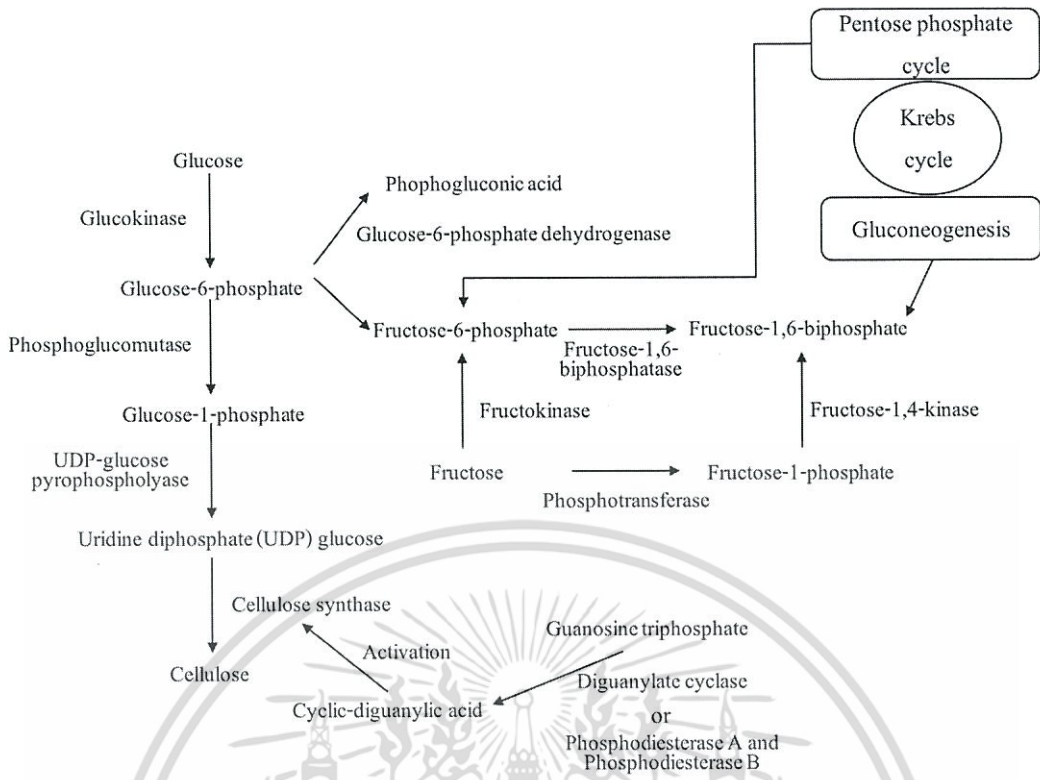 Pentose phosphate
cycle
Krebs
cycle
Gluconeogenesis
Glucose
Glucokinase
Phophogluconic acid
Glucose-6-phosphate dehydrogenase
Glucose-6-phosphate
Fructose-6-phosphate
Fructose-1,6-biphosphate
Fructose-1,6-
biphosphatase
Phosphoglucomutase
Fructokinase
Fructose-1,4-kinase
Glucose-1-phosphate
UDP-glucose
pyrophospholyase
Fructose
Fructose-1-phosphate
Phosphotransferase
Uridine diphosphate (UDP) glucose
Cellulose synthase
Guanosine triphosphate
Activation
Cellulose
Diguanylate cyclase
Cyclic-diguanylic acid
or
Phosphodiesterase A and
Phosphodiesterase B